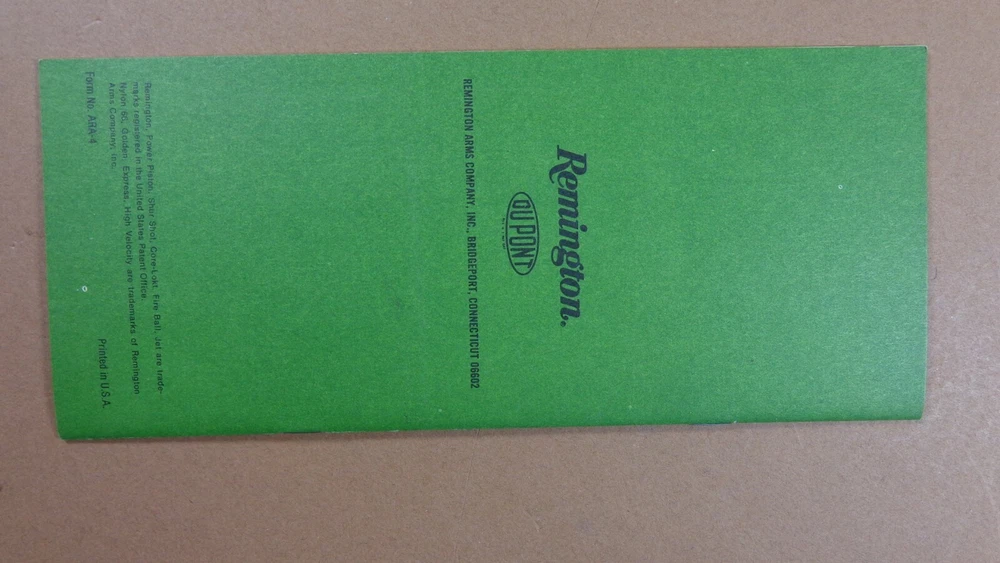 Remington.
DU PONT
REMINGTON ARMS COMPANY, INC., BRIDGEPORT, CONNECTICUT 06602
Remington, Power Piston, Shur Shot, Core-Lokt, Fire Ball, Jet are trade-
marks registered in the United States Patent Office.
Nylon 66, Golden Express, High Velocity are trademarks of Remington
Arms Company, Inc.
Form No. ARA-4
Printed in U.S.A.